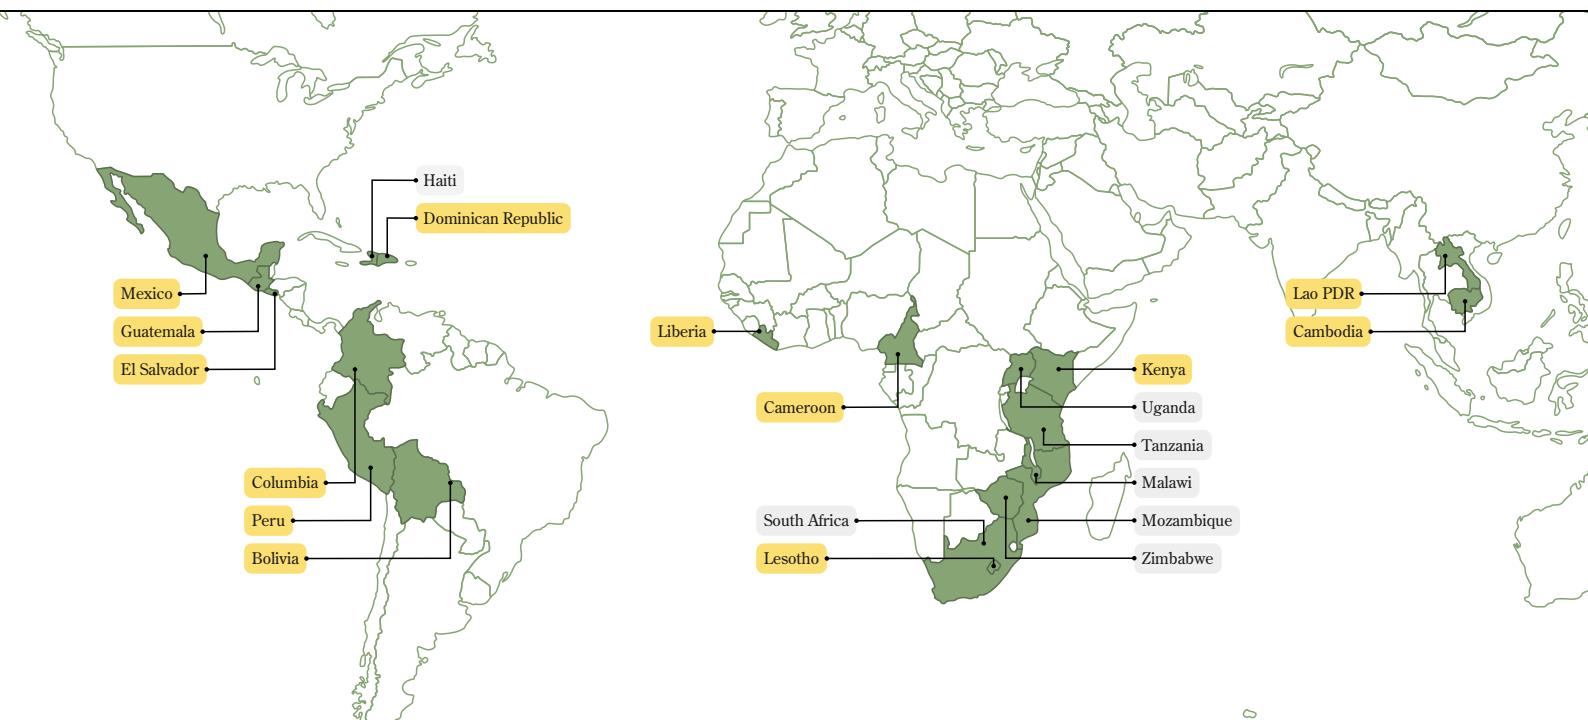 Haiti
Dominican Republic
Mexico
Guatemala
El Salvador
Columbia
Peru
Bolivia
Liberia
Cameroon
South Africa
Lesotho
Kenya
Uganda
Tanzania
Malawi
Mozambique
Zimbabwe
Lao PDR
Cambodia